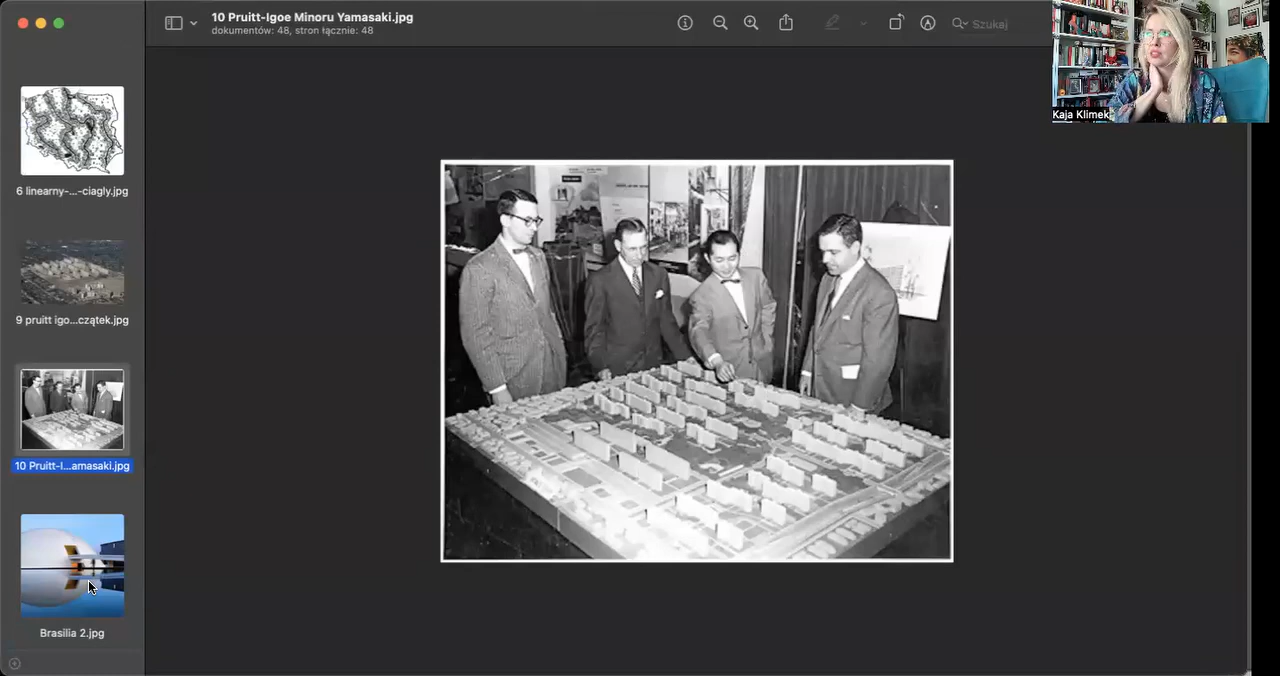 10 Pruitt-Igoe Minoru Yamasaki.jpg
dokumentów: 48, stron łącznie: 48
Szukaj
Kaja Klimek
6 linearny-...-ciagly.jpg
9 pruitt igo...czątek.jpg
10 Pruitt-I...amasaki.jpg
Brasilia 2.jpg